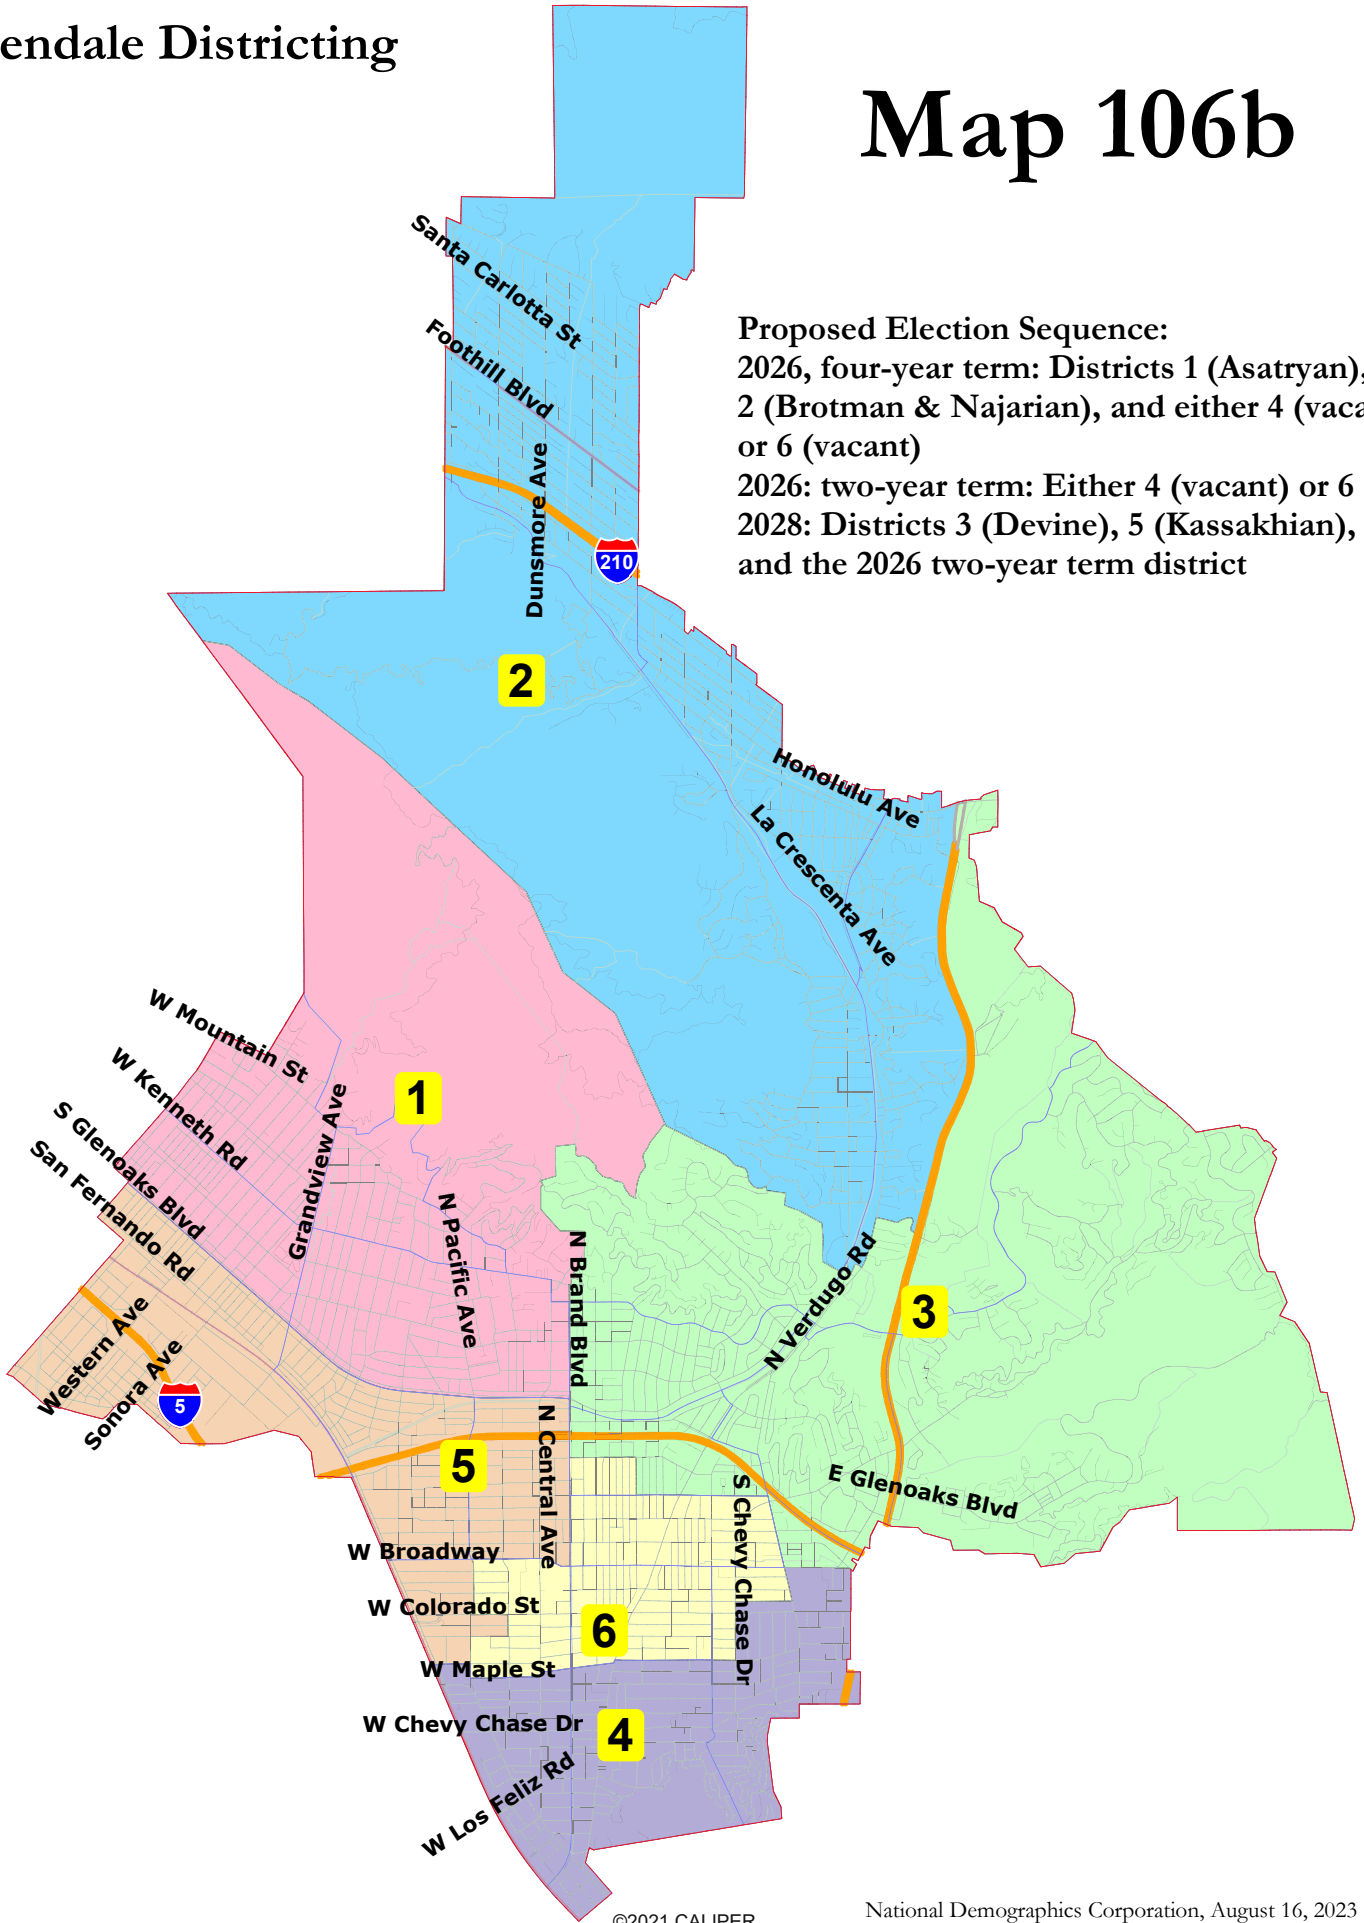 endale Districting
Map 106b
Proposed Election Sequence:
2026, four-year term: Districts 1 (Asatryan),
2 (Brotman & Najarian), and either 4 (vaca
or 6 (vacant)
2026: two-year term: Either 4 (vacant) or 6
2028: Districts 3 (Devine), 5 (Kassakhian),
and the 2026 two-year term district
Santa Carlotta St
Foothill Blvd
Dunsmore Ave
210
2
Honolulu Ave
La Crescenta Ave
W Mountain St
W Kenneth Rd
S Glenoaks Blvd
San Fernando Rd
Grandview Ave
1
N Pacific Ave
N Brand Blvd
N Verdugo Rd
3
Western Ave
Sonora Ave
5
5
N Central Ave
S Chevy Chase Dr
E Glenoaks Blvd
W Broadway
W Colorado St
6
W Maple St
W Chevy Chase Dr
4
W Los Feliz Rd
©2021 CALIPER
National Demographics Corporation, August 16, 2023